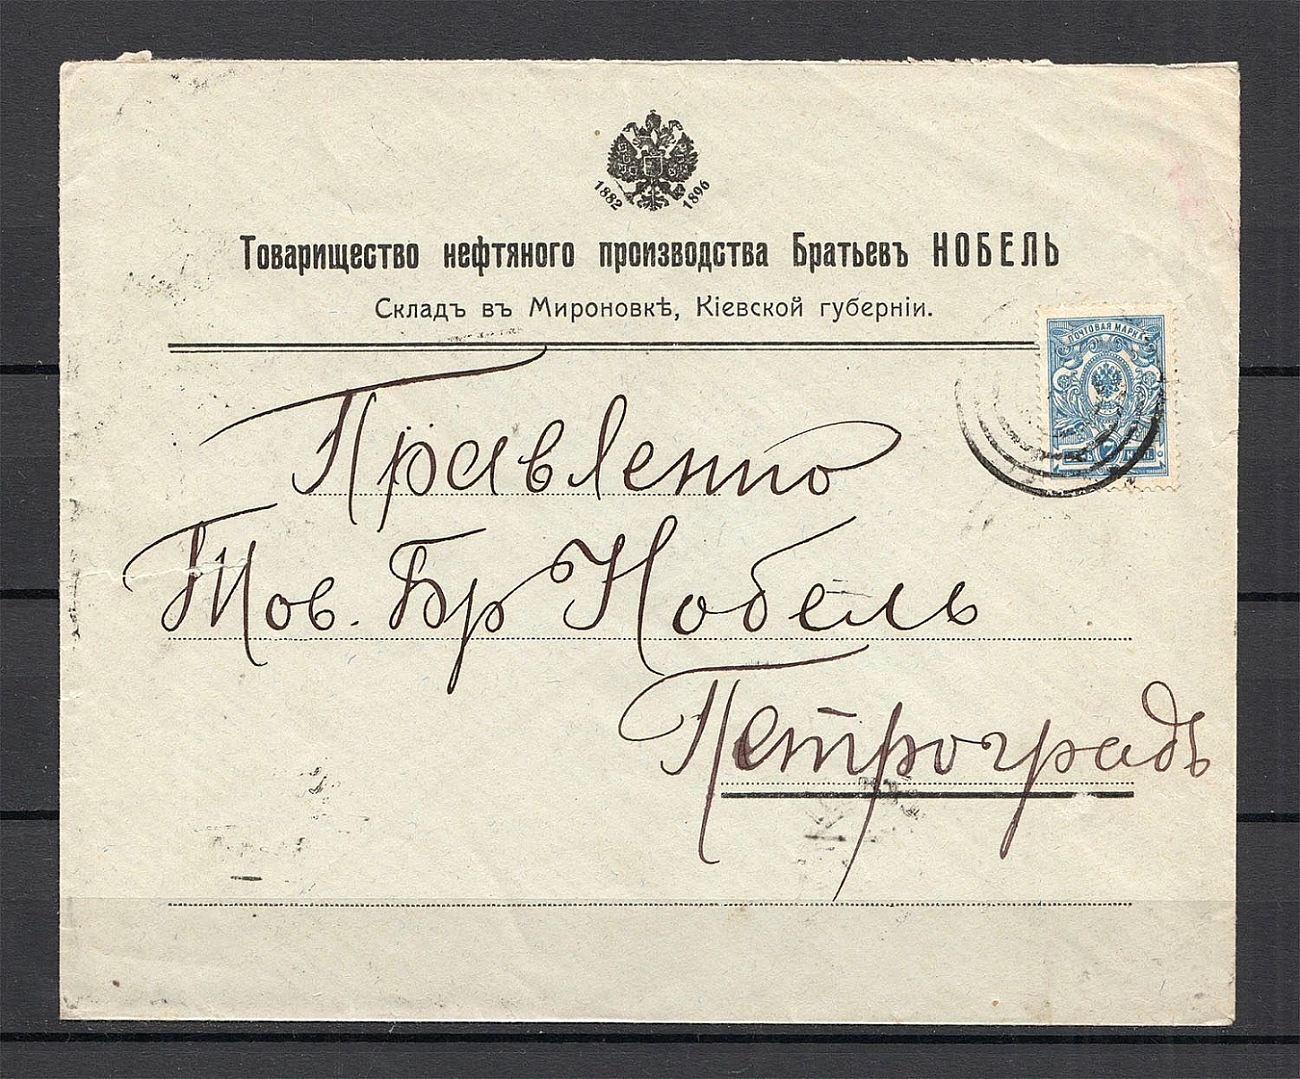 1882 1896
Товарищество нефтяного производства Братьевъ НОБЕЛЬ
Складъ въ Мироновкѣ, Кіевской губерніи.
ПОЧТОВАЯ МАРКА
Правленію
Тов. Бр Нобель
Петроградъ